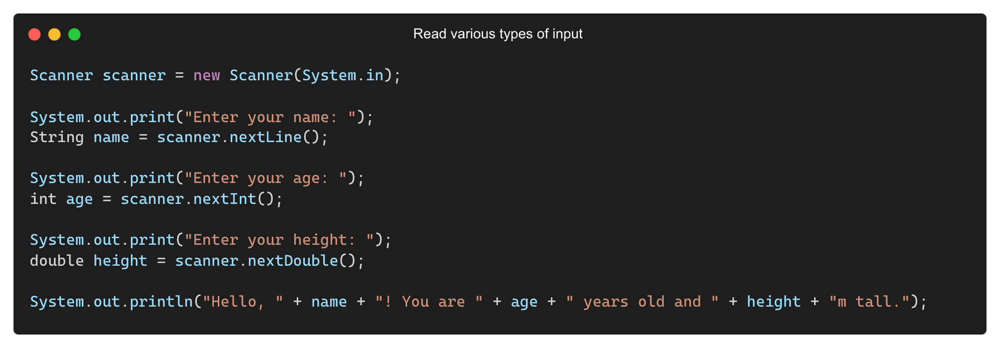 Read various types of input
Scanner scanner = new Scanner(System.in);
System.out.print("Enter your name: ");
String name = scanner.nextLine();
System.out.print("Enter your age: ");
int age = scanner.nextInt();
System.out.print("Enter your height: ");
double height = scanner.nextDouble();
System.out.println("Hello, " + name + "! You are " + age + " years old and " + height + "m tall.");